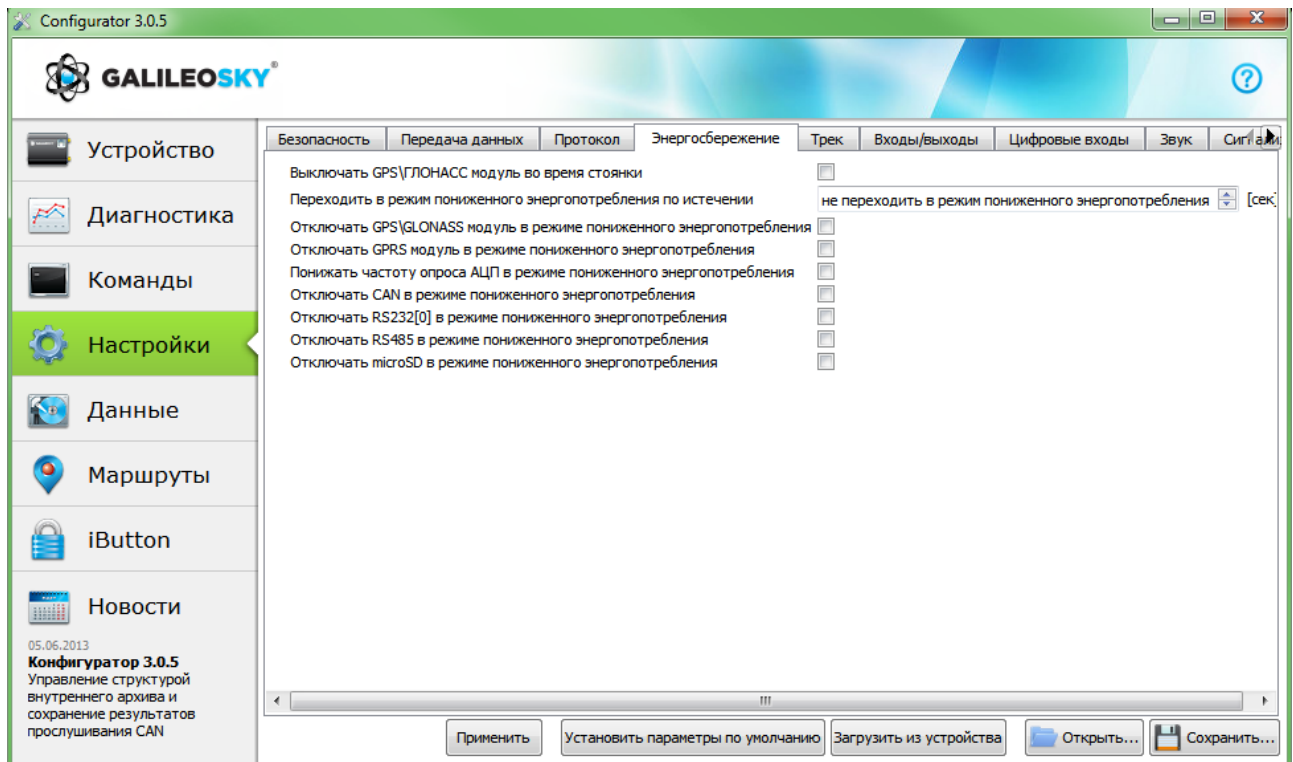 Configurator 3.0.5
GALILEOSKY®
Устройство
Диагностика
Команды
Настройки
Данные
Маршруты
iButton
Новости
05.06.2013
Конфигуратор 3.0.5
Управление структурой
внутреннего архива и
сохранение результатов
прослушивания CAN
Безопасность Передача данных Протокол Энергосбережение Трек Входы/выходы Цифровые входы Звук
Выключать GPS\ГЛОНАСС модуль во время стоянки
Переходить в режим пониженного энергопотребления по истечении не переходить в режим пониженного энергопотребления [сек]
Отключать GPS\GLONASS модуль в режиме пониженного энергопотребления
Отключать GPRS модуль в режиме пониженного энергопотребления
Понижать частоту опроса АЦП в режиме пониженного энергопотребления
Отключать CAN в режиме пониженного энергопотребления
Отключать RS232[0] в режиме пониженного энергопотребления
Отключать RS485 в режиме пониженного энергопотребления
Отключать microSD в режиме пониженного энергопотребления
Применить Установить параметры по умолчанию Загрузить из устройства Открыть... Сохранить...